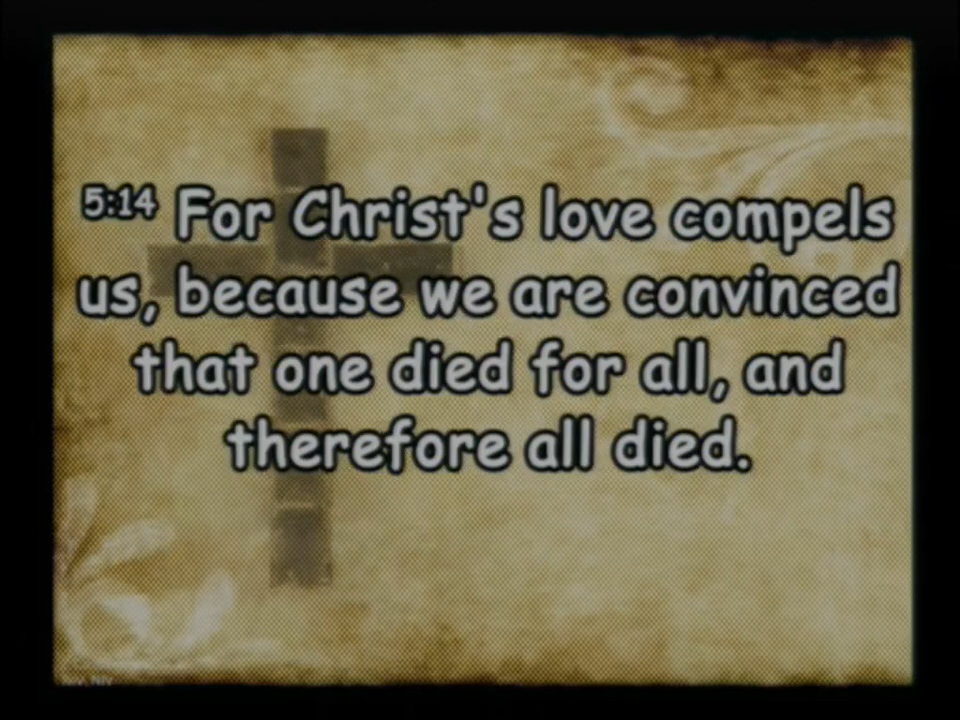 5:14 For Christ's love compels
us, because we are convinced
that one died for all, and
therefore all died.